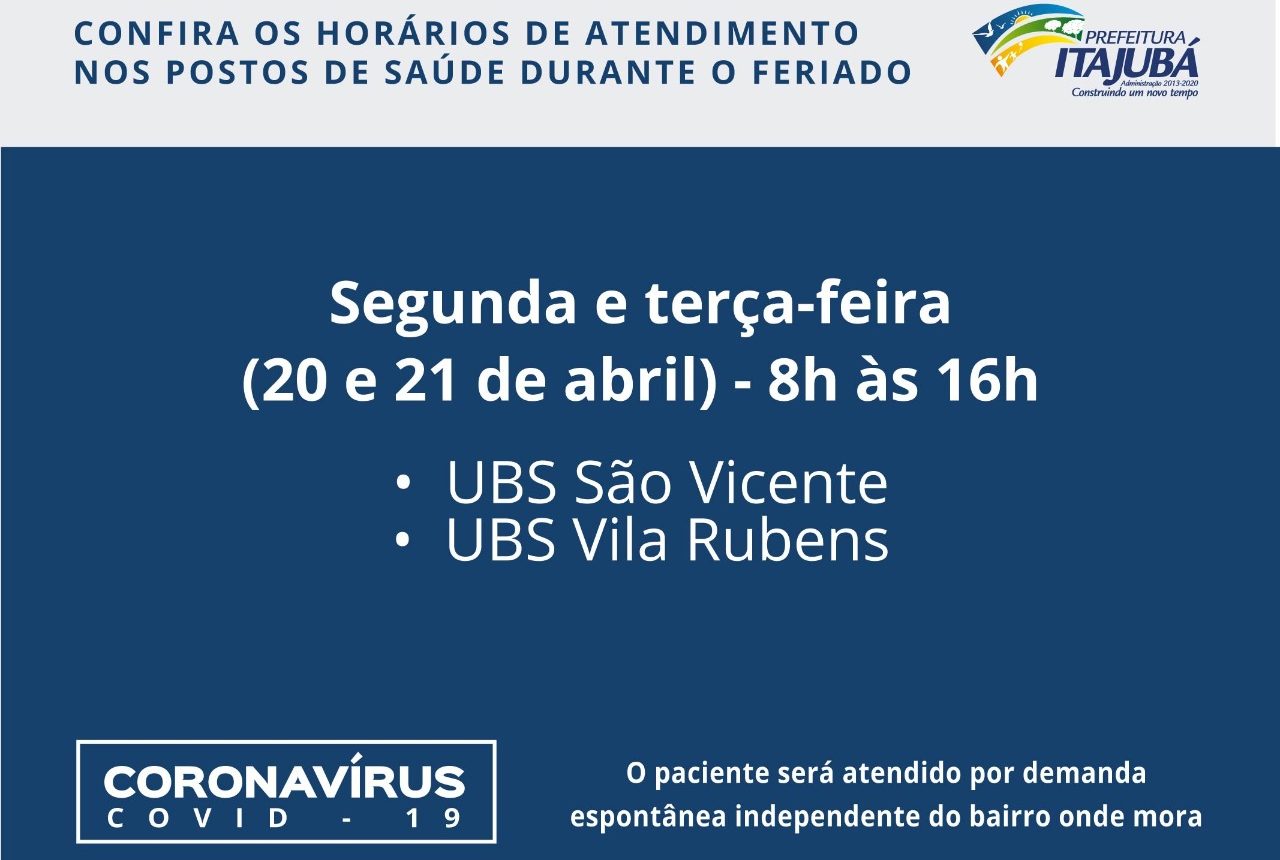 CONFIRA OS HORÁRIOS DE ATENDIMENTO
NOS POSTOS DE SAÚDE DURANTE O FERIADO
PREFEITURA
ITAJUBÁ
Administração 2013-2020
Construindo um novo tempo
Segunda e terça-feira
(20 e 21 de abril) - 8h às 16h
• UBS São Vicente
• UBS Vila Rubens
CORONAVÍRUS
COVID - 19
O paciente será atendido por demanda
espontânea independente do bairro onde mora